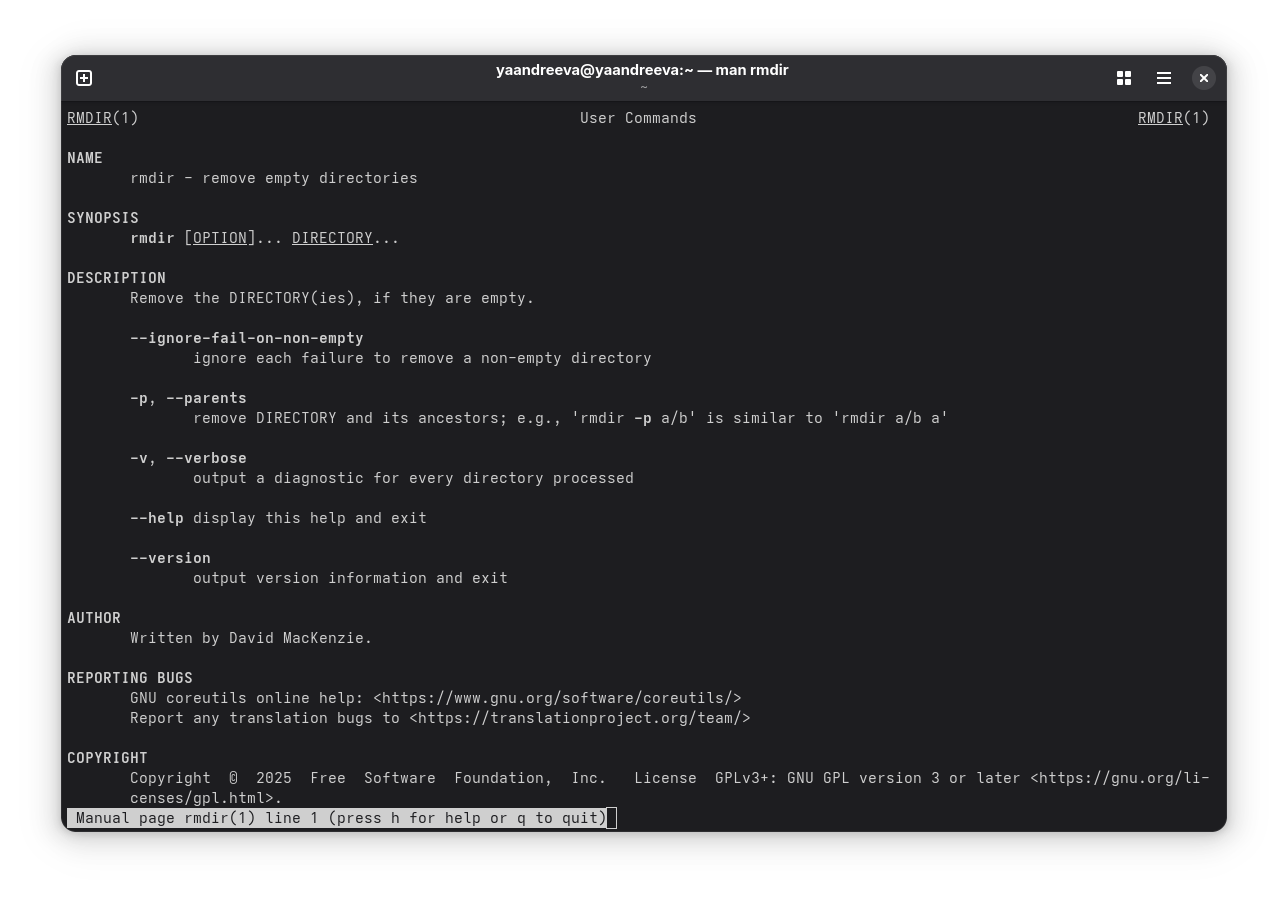 yaandreeva@yaandreeva:~ — man rmdir
~
RMDIR(1) User Commands RMDIR(1)
NAME
rmdir - remove empty directories
SYNOPSIS
rmdir [OPTION]... DIRECTORY...
DESCRIPTION
Remove the DIRECTORY(ies), if they are empty.
--ignore-fail-on-non-empty
ignore each failure to remove a non-empty directory
-p, --parents
remove DIRECTORY and its ancestors; e.g., 'rmdir -p a/b' is similar to 'rmdir a/b a'
-v, --verbose
output a diagnostic for every directory processed
--help display this help and exit
--version
output version information and exit
AUTHOR
Written by David MacKenzie.
REPORTING BUGS
GNU coreutils online help: <https://www.gnu.org/software/coreutils/>
Report any translation bugs to <https://translationproject.org/team/>
COPYRIGHT
Copyright © 2025 Free Software Foundation, Inc. License GPLv3+: GNU GPL version 3 or later <https://gnu.org/li-
censes/gpl.html>.
Manual page rmdir(1) line 1 (press h for help or q to quit)